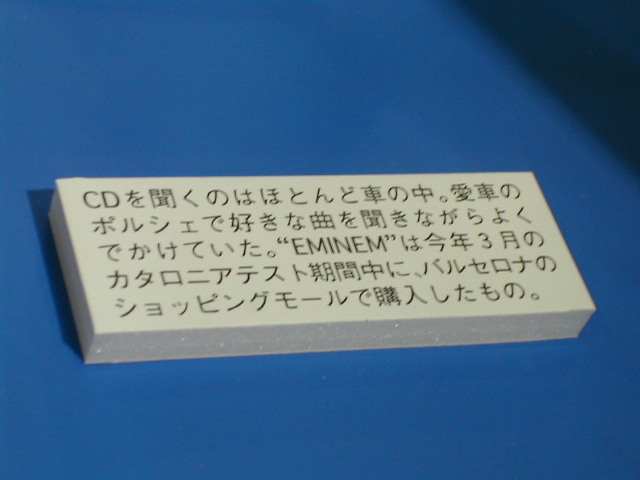 CDを聞くのはほとんど車の中。愛車の
ポルシェで好きな曲を聞きながらよく
でかけていた。“EMINEM”は今年3月の
カタロニアテスト期間中に、バルセロナの
ショッピングモールで購入したもの。